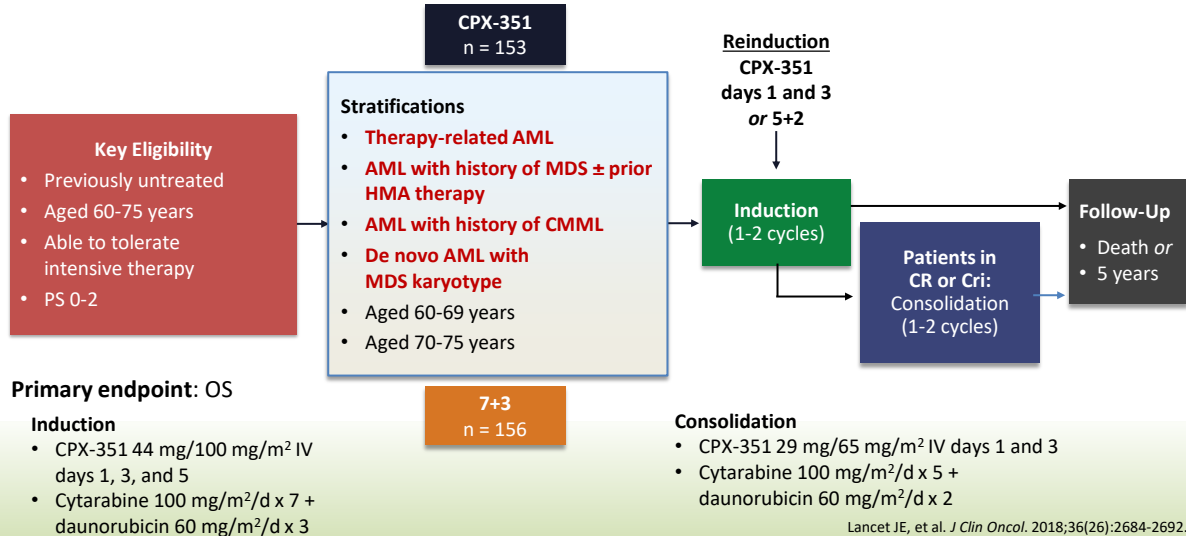 CPX-351
n = 153
Reinduction
CPX-351
days 1 and 3
or 5+2
Key Eligibility
• Previously untreated
• Aged 60-75 years
• Able to tolerate
intensive therapy
• PS 0-2
Stratifications
• Therapy-related AML
• AML with history of MDS ± prior
HMA therapy
• AML with history of CMML
• De novo AML with
MDS karyotype
• Aged 60-69 years
• Aged 70-75 years
Induction
(1-2 cycles)
Patients in
CR or Cri:
Consolidation
(1-2 cycles)
Follow-Up
• Death or
• 5 years
7+3
n = 156
Primary endpoint: OS
Induction
• CPX-351 44 mg/100 mg/m² IV
days 1, 3, and 5
• Cytarabine 100 mg/m²/d x 7 +
daunorubicin 60 mg/m²/d x 3
Consolidation
• CPX-351 29 mg/65 mg/m² IV days 1 and 3
• Cytarabine 100 mg/m²/d x 5 +
daunorubicin 60 mg/m²/d x 2
Lancet JE, et al. J Clin Oncol. 2018;36(26):2684-2692.